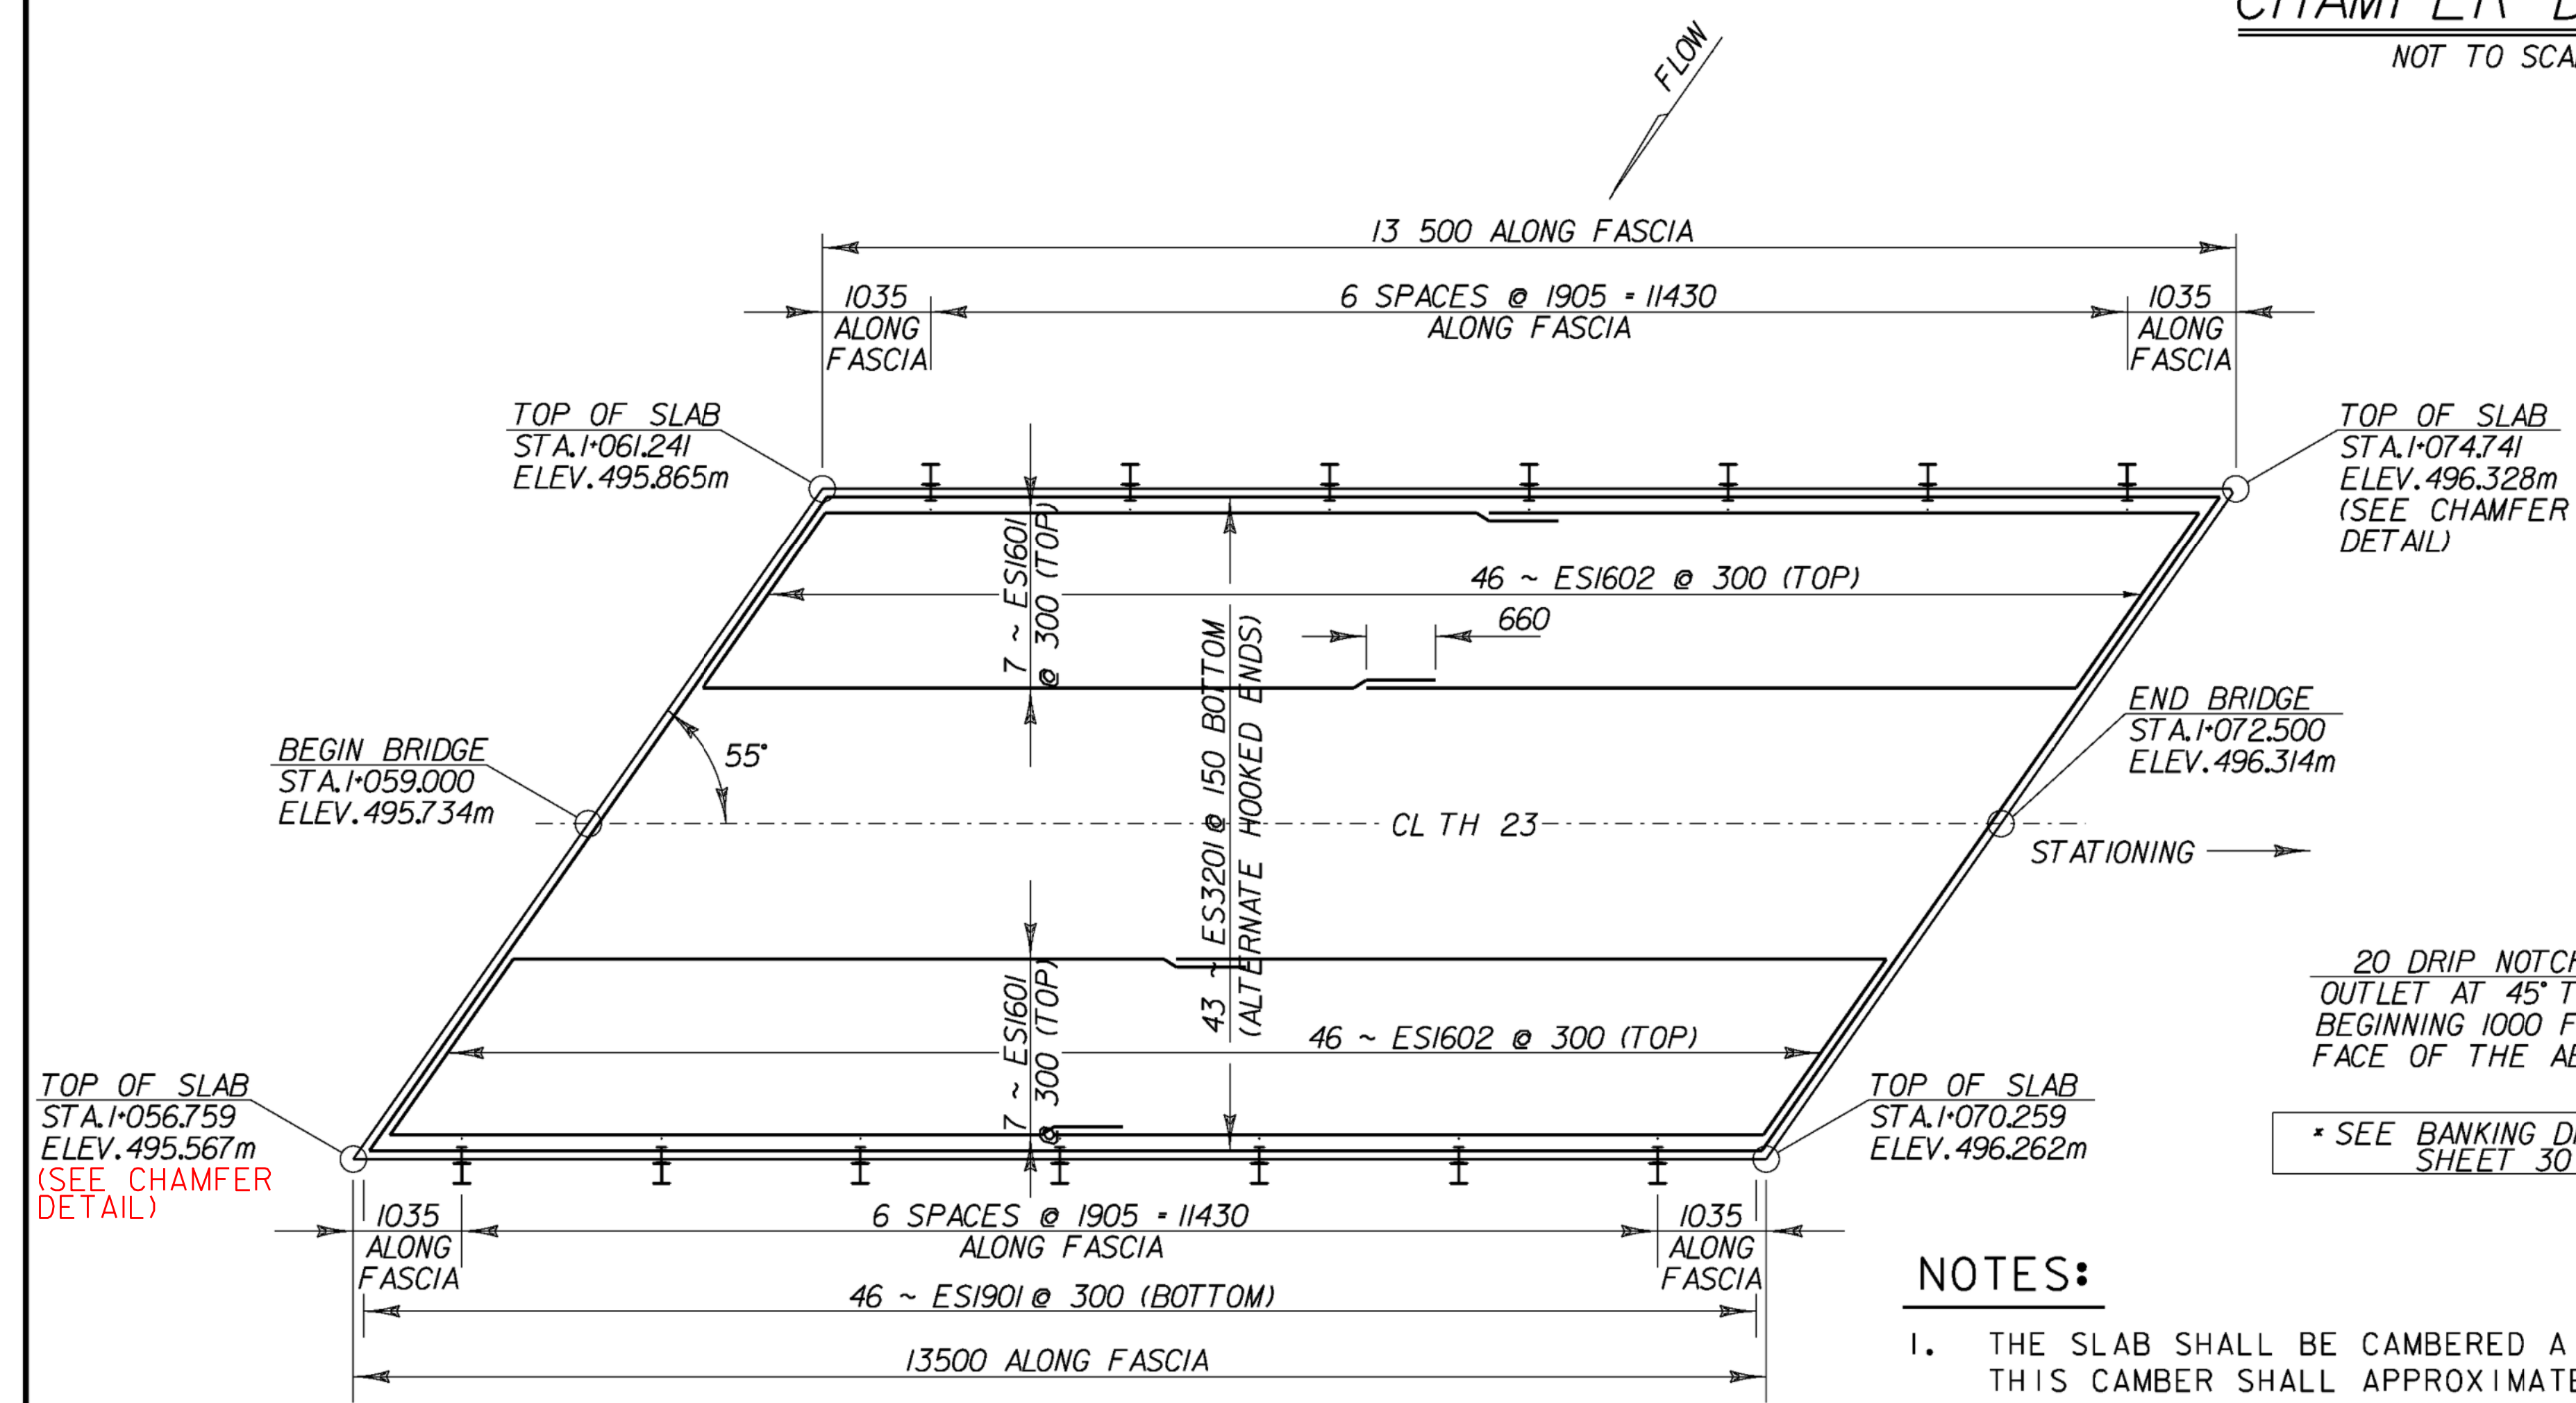 NOT TO SCA
FLOW
13 500 ALONG FASCIA
1035
ALONG
FASCIA
6 SPACES @ 1905 = 11430
ALONG FASCIA
1035
ALONG
FASCIA
TOP OF SLAB
STA.1+061.241
ELEV.495.865m
TOP OF SLAB
STA.1+074.741
ELEV.496.328m
(SEE CHAMFER
DETAIL)
7 ~ ES1601
@ 300 (TOP)
46 ~ ES1602 @ 300 (TOP)
660
43 ~ ES3201 @ 150 BOTTOM
(ALTERNATE HOOKED ENDS)
BEGIN BRIDGE
STA.1+059.000
ELEV.495.734m
55°
END BRIDGE
STA.1+072.500
ELEV.496.314m
CL TH 23
STATIONING
7 ~ ES1601
@ 300 (TOP)
46 ~ ES1602 @ 300 (TOP)
20 DRIP NOTCH
OUTLET AT 45° T
BEGINNING 1000 F
FACE OF THE AB
TOP OF SLAB
STA.1+056.759
ELEV.495.567m
(SEE CHAMFER
DETAIL)
TOP OF SLAB
STA.1+070.259
ELEV.496.262m
* SEE BANKING DI
SHEET 30
1035
ALONG
FASCIA
6 SPACES @ 1905 = 11430
ALONG FASCIA
1035
ALONG
FASCIA
46 ~ ES1901 @ 300 (BOTTOM)
13500 ALONG FASCIA
NOTES:
1. THE SLAB SHALL BE CAMBERED A
THIS CAMBER SHALL APPROXIMATE